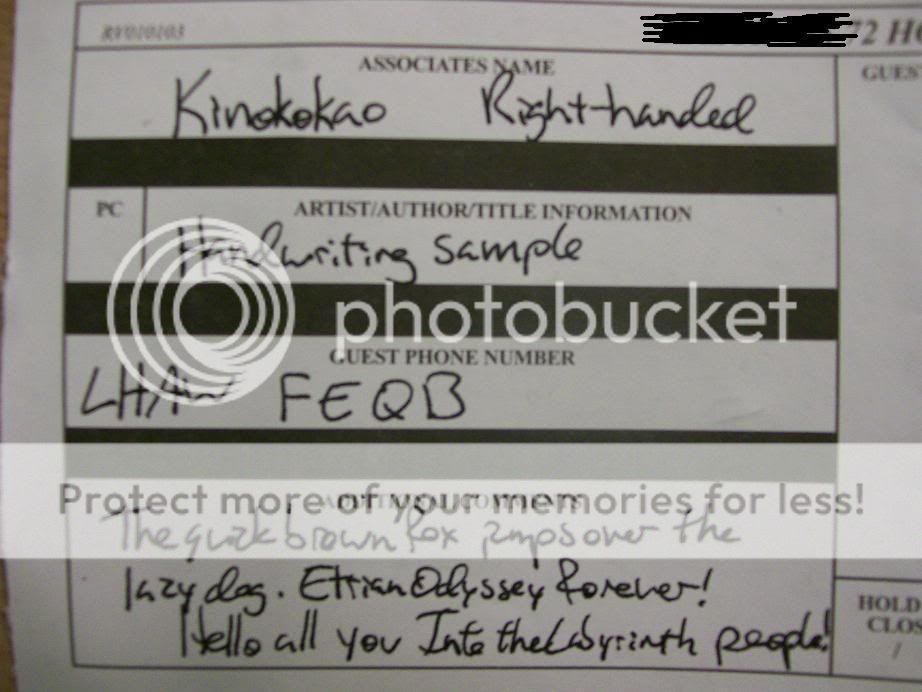 RV010103
72 HO
ASSOCIATES NAME
GUES
Kinokokao Right-handed
PC
ARTIST/AUTHOR/TITLE INFORMATION
Handwriting sample
photobucket
GUEST PHONE NUMBER
LHAW FEQB
Protect more of your memories for less!
COMMENTS
The quick brown fox jumps over the
lazy dog. Etrian Odyssey forever!
Hello all you Into the Labyrinth people!
HOLD
CLOS
/